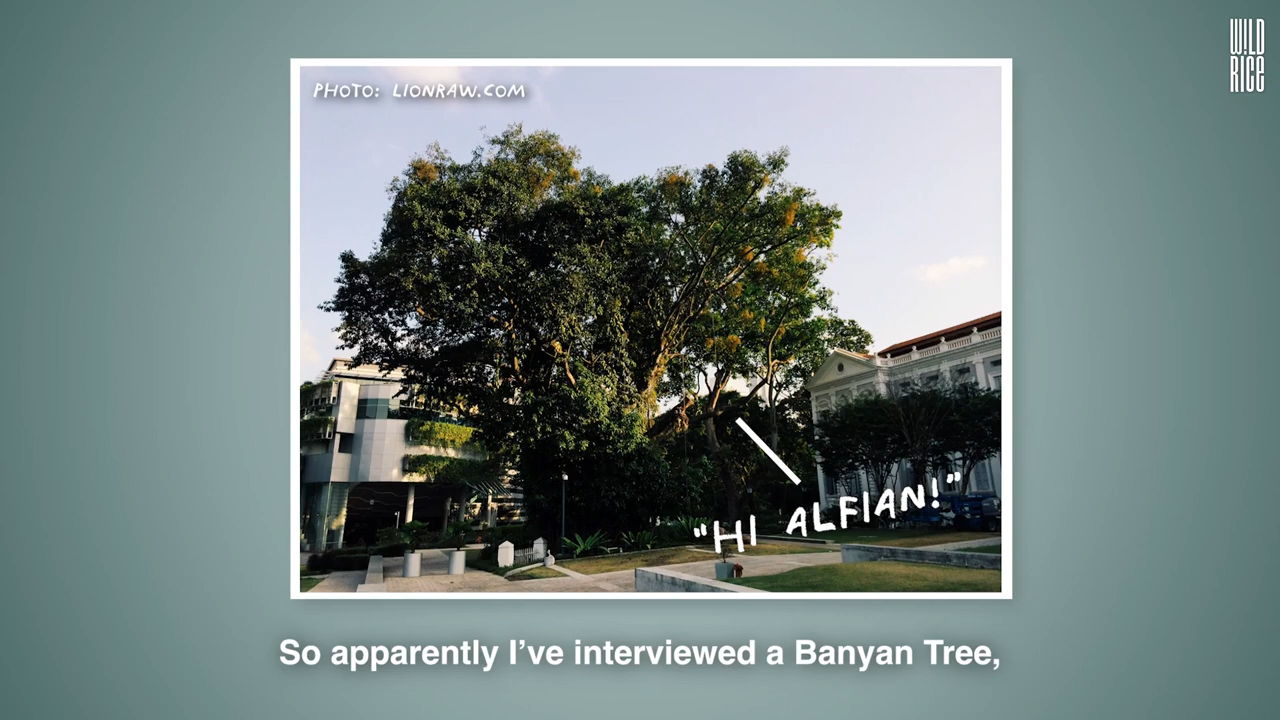 W!LD
RICE
PHOTO: LIONRAW.COM
"HI ALFIAN!"
So apparently I've interviewed a Banyan Tree,